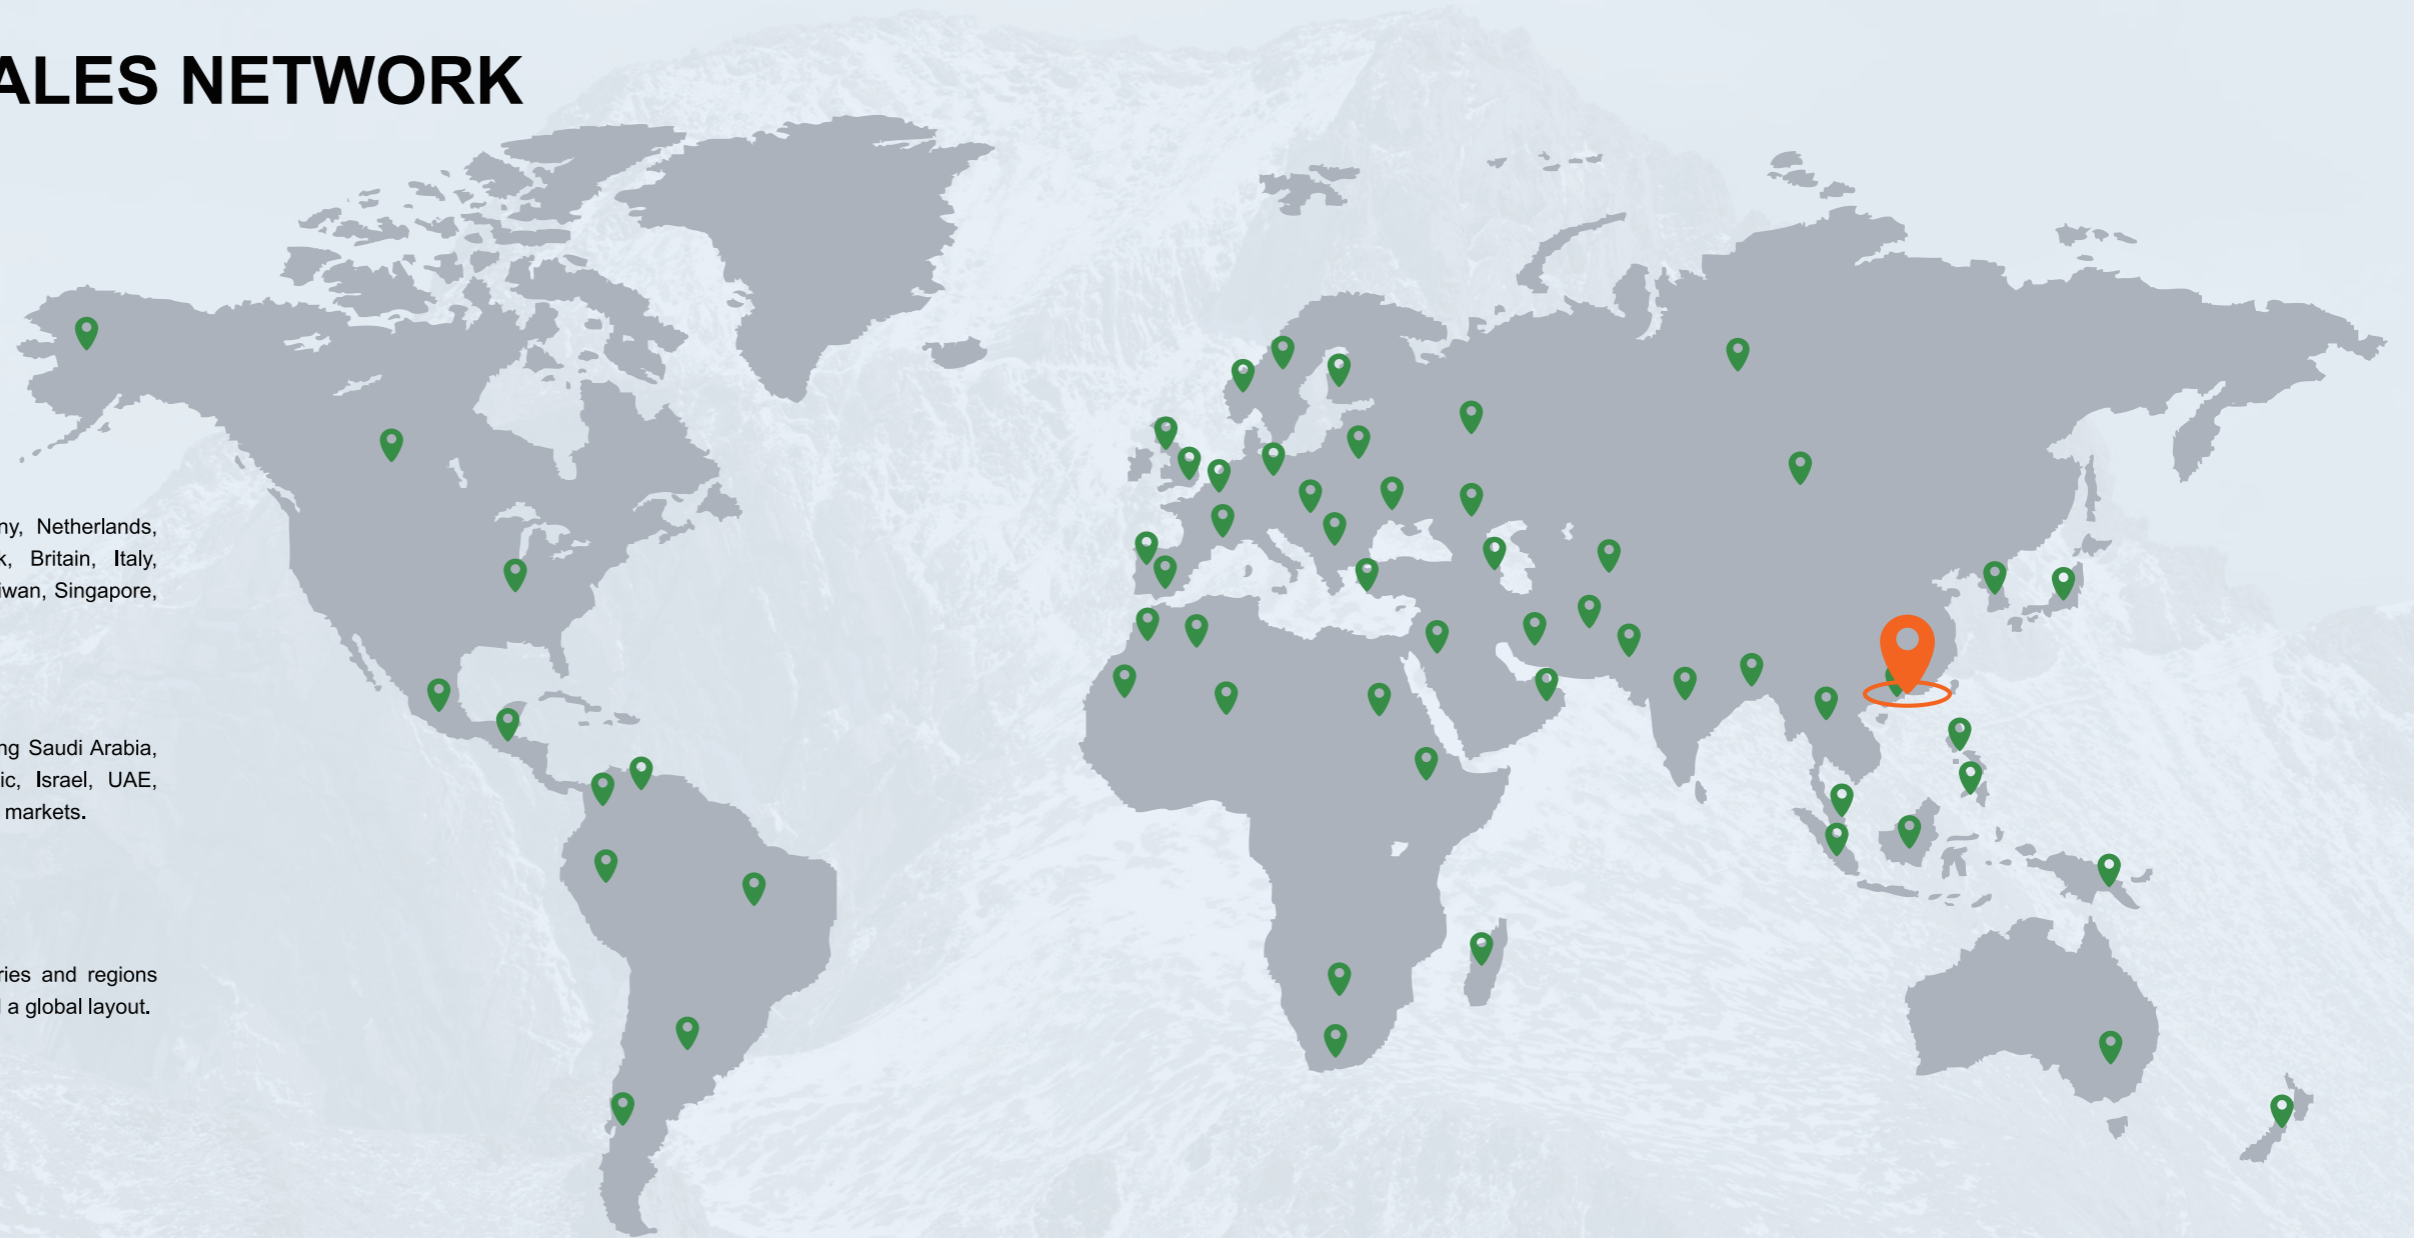 ALES NETWORK
ny, Netherlands,
k, Britain, Italy,
iwan, Singapore,
ng Saudi Arabia,
ic, Israel, UAE,
markets.
ries and regions
a global layout.